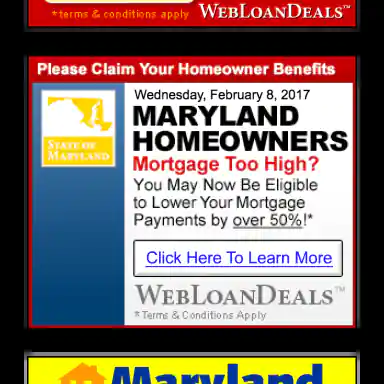 *terms & conditions apply WEBLOANDEALS™
Please Claim Your Homeowner Benefits
Wednesday, February 8, 2017
STATE OF
MARYLAND
MARYLAND
HOMEOWNERS
Mortgage Too High?
You May Now Be Eligible
to Lower Your Mortgage
Payments by over 50%!*
Click Here To Learn More
WEBLOANDEALS™
*Terms & Conditions Apply
Maryland